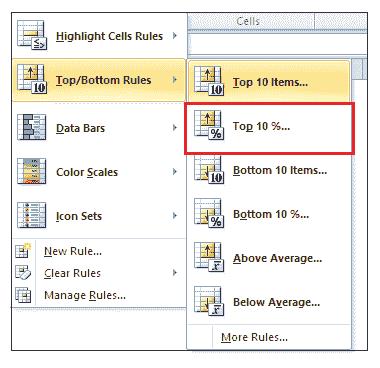 Cells
Highlight Cells Rules
Top/Bottom Rules
Data Bars
Color Scales
Icon Sets
New Rule...
Clear Rules
Manage Rules...
Top 10 Items...
Top 10 %...
Bottom 10 Items...
Bottom 10 %...
Above Average...
Below Average...
More Rules...